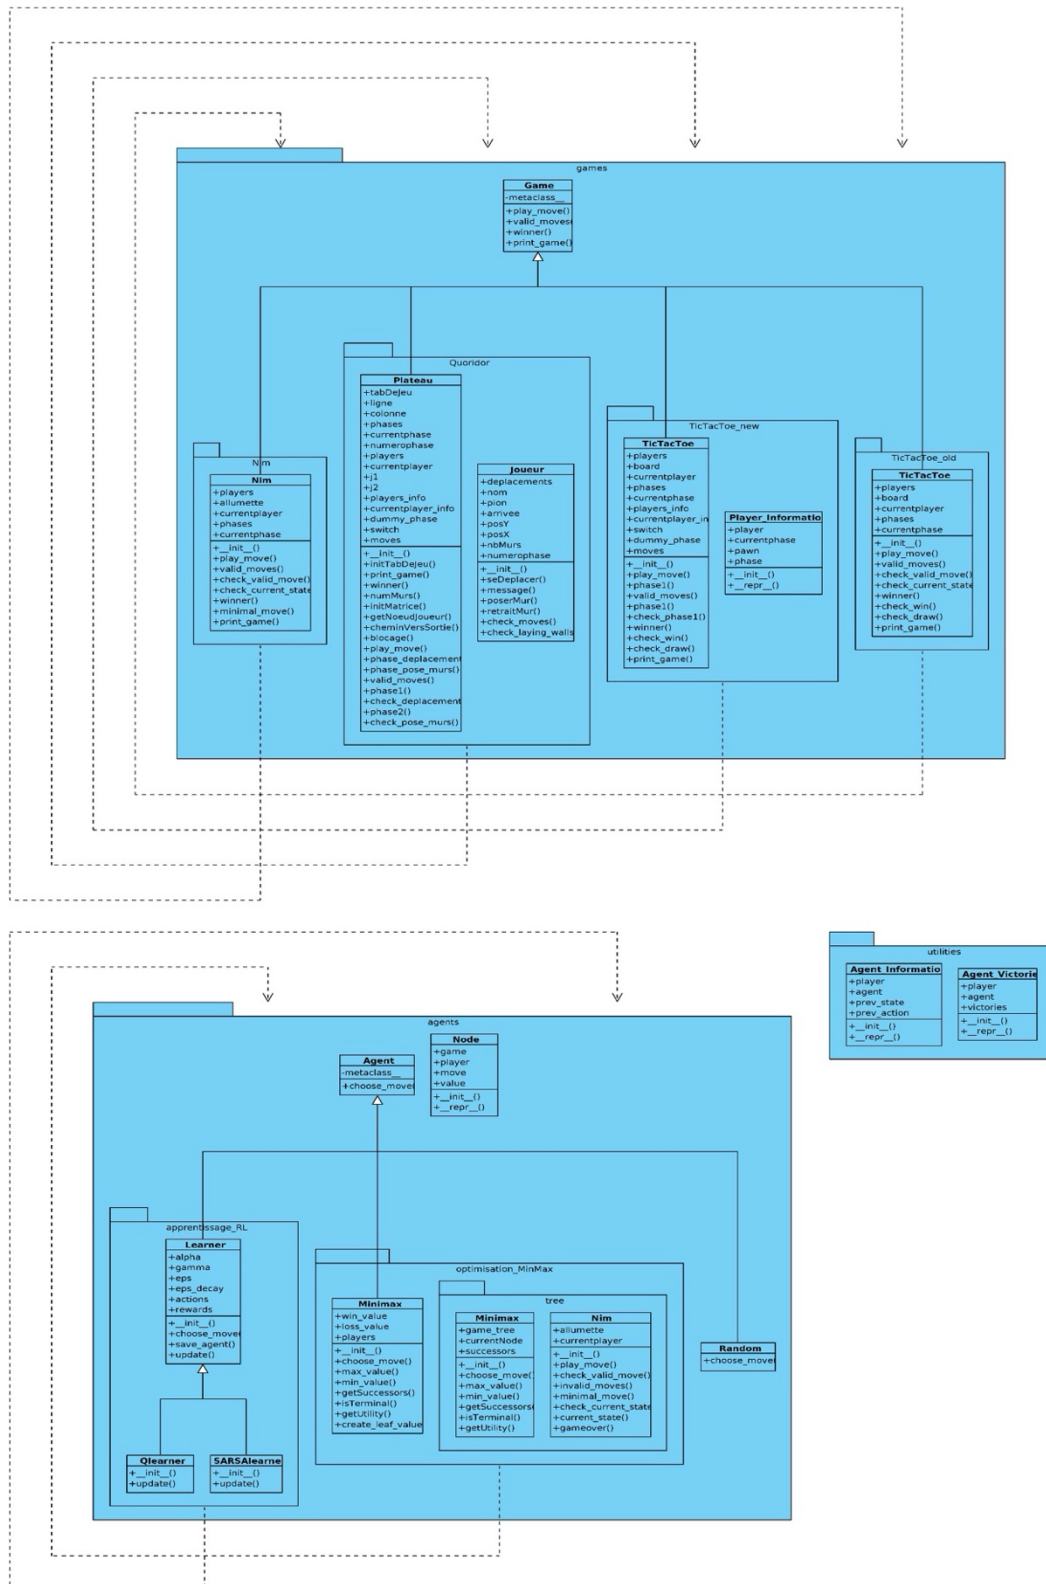 games
Game
-metaclass__
+play_move()
+valid_moves(
+winner()
+print_game()
Quoridor
Plateau
+tabDeJeu
+ligne
+colonne
+phases
+currentphase
+numerophase
+players
+currentplayer
+j1
+j2
+players_info
+currentplayer_info
+dummy_phase
+switch
+moves
+__init__()
+initTabDeJeu()
+print_game()
+winner()
+numMurs()
+initMatrice()
+getNoeudJoueur()
+cheminVersSortie()
+blocage()
+play_move()
+phase_deplacement
+phase_pose_murs()
+valid_moves()
+phase1()
+check_deplacement
+phase2()
+check_pose_murs()
Joueur
+deplacements
+nom
+pion
+arrivee
+posY
+posX
+nbMurs
+numerophase
+__init__()
+seDeplacer()
+message()
+poserMur()
+retraitMur()
+check_moves()
+check_laying_walls
Nim
Nim
+players
+allumette
+currentplayer
+phases
+currentphase
+__init__()
+play_move()
+valid_moves()
+check_valid_move()
+check_current_state
+winner()
+minimal_move()
+print_game()
TicTacToe_new
TicTacToe
+players
+board
+currentplayer
+phases
+currentphase
+players_info
+currentplayer_in
+switch
+dummy_phase
+moves
+__init__()
+play_move()
+phase1()
+valid_moves()
+phase1()
+check_phase1()
+winner()
+check_win()
+check_draw()
+print_game()
Player_Informatio
+player
+currentphase
+pawn
+phase
+__init__()
+__repr__()
TicTacToe_old
TicTacToe
+players
+board
+currentplayer
+phases
+currentphase
+__init__()
+play_move()
+valid_moves()
+check_valid_move()
+check_current_state
+winner()
+check_win()
+check_draw()
+print_game()
utilities
Agent_Informatio
+player
+agent
+prev_state
+prev_action
+__init__()
+__repr__()
Agent_Victorie
+player
+agent
+victories
+__init__()
+__repr__()
agents
Agent
-metaclass__
+choose_move(
Node
+game
+player
+move
+value
+__init__()
+__repr__()
apprentissage_RL
Learner
+alpha
+gamma
+eps
+eps_decay
+actions
+rewards
+__init__()
+choose_move(
+save_agent()
+update()
Qlearner
+__init__()
+update()
SARSAlearne
+__init__()
+update()
optimisation_MinMax
Minimax
+win_value
+loss_value
+players
+__init__()
+choose_move()
+max_value()
+min_value()
+getSuccessors()
+isTerminal()
+getUtility()
+create_leaf_value
tree
Minimax
+game_tree
+currentNode
+successors
+__init__()
+choose_move()
+max_value()
+min_value()
+getSuccessors(
+isTerminal()
+getUtility()
Nim
+allumette
+currentplayer
+__init__()
+play_move()
+check_valid_move()
+invalid_moves()
+minimal_move()
+check_current_state
+current_state()
+gameover()
Random
+choose_move(